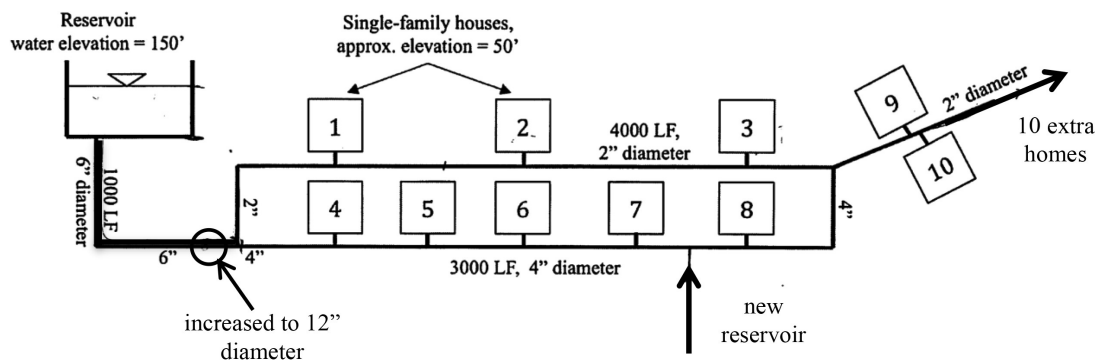 Reservoir
water elevation = 150'
Single-family houses,
approx. elevation = 50'
1
2
3
4000 LF,
2" diameter
9
10
2" diameter
10 extra
homes
6" diameter
1000 LF
2"
4
5
6
7
8
4"
6"
4"
3000 LF, 4" diameter
increased to 12"
diameter
new
reservoir